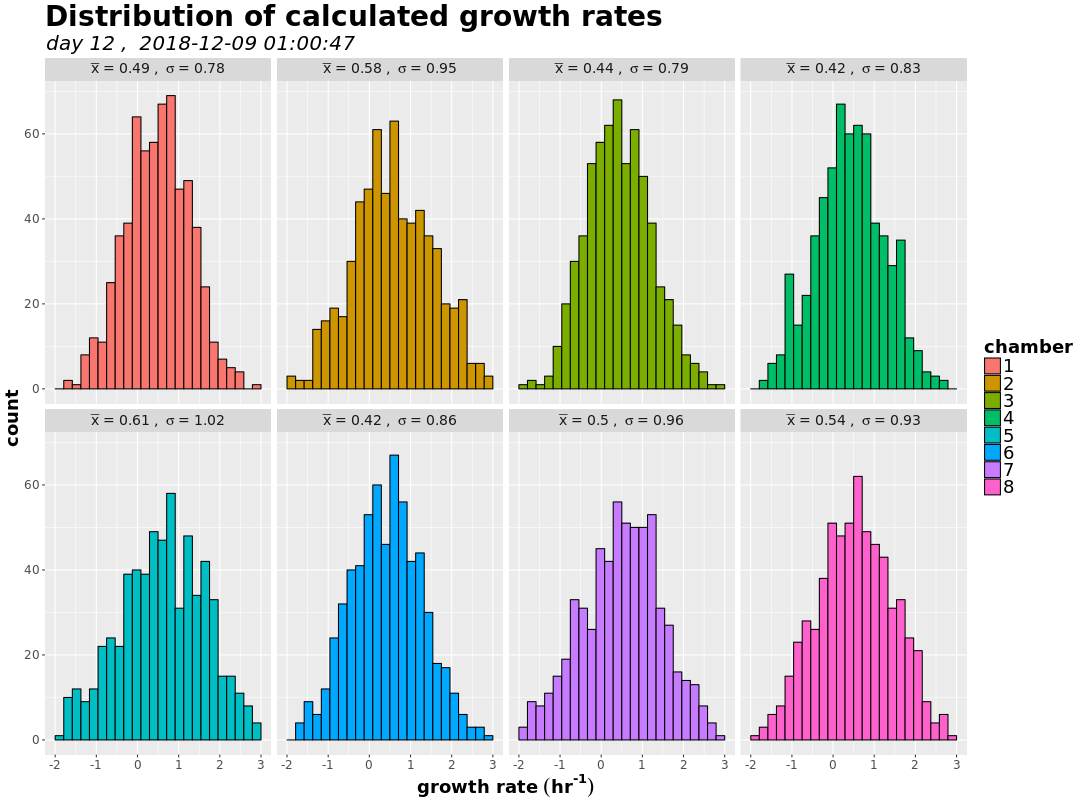 Distribution of calculated growth rates
day 12 ,  2018-12-09 01:00:47
x̅ = 0.49 ,  σ = 0.78
x̅ = 0.58 ,  σ = 0.95
x̅ = 0.44 ,  σ = 0.79
x̅ = 0.42 ,  σ = 0.83
60
40
20
0
x̅ = 0.61 ,  σ = 1.02
x̅ = 0.42 ,  σ = 0.86
x̅ = 0.5 ,  σ = 0.96
x̅ = 0.54 ,  σ = 0.93
60
40
20
0
-2 -1 0 1 2 3
-2 -1 0 1 2 3
-2 -1 0 1 2 3
-2 -1 0 1 2 3
count
growth rate (hr⁻¹)
chamber
1
2
3
4
5
6
7
8